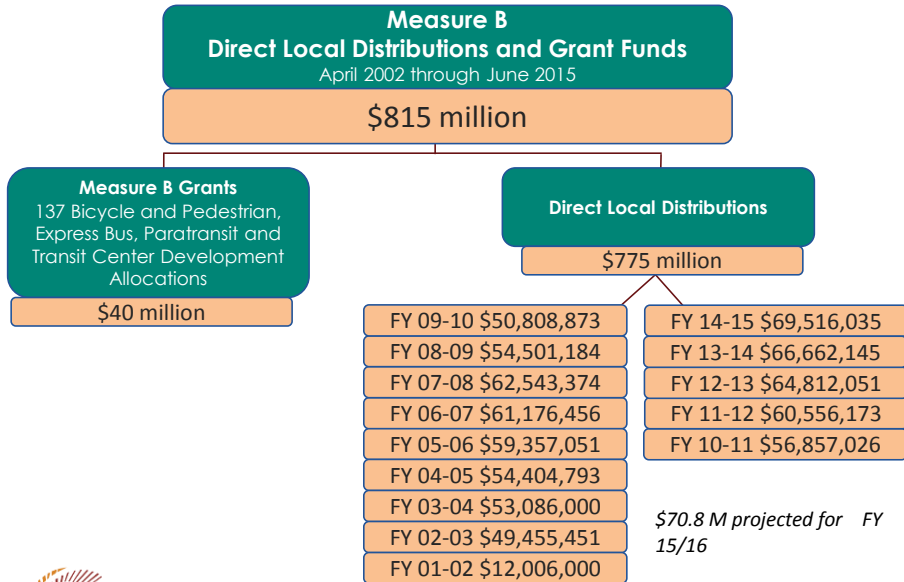 Measure B
Direct Local Distributions and Grant Funds
April 2002 through June 2015
$815 million
Measure B Grants
137 Bicycle and Pedestrian,
Express Bus, Paratransit and
Transit Center Development
Allocations
$40 million
Direct Local Distributions
$775 million
FY 09-10 $50,808,873
FY 08-09 $54,501,184
FY 07-08 $62,543,374
FY 06-07 $61,176,456
FY 05-06 $59,357,051
FY 04-05 $54,404,793
FY 03-04 $53,086,000
FY 02-03 $49,455,451
FY 01-02 $12,006,000
FY 14-15 $69,516,035
FY 13-14 $66,662,145
FY 12-13 $64,812,051
FY 11-12 $60,556,173
FY 10-11 $56,857,026
$70.8 M projected for FY
15/16